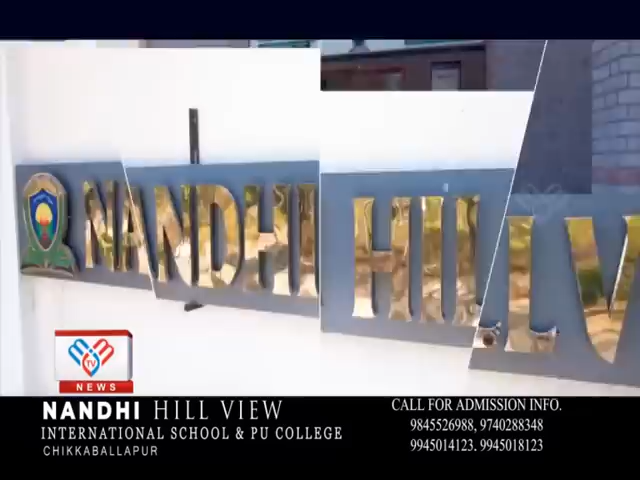 NANDHI HILL V
TV
NEWS
NANDHI HILL VIEW
INTERNATIONAL SCHOOL & PU COLLEGE
CHIKKABALLAPUR
CALL FOR ADMISSION INFO.
9845526988, 9740288348
9945014123, 9945018123